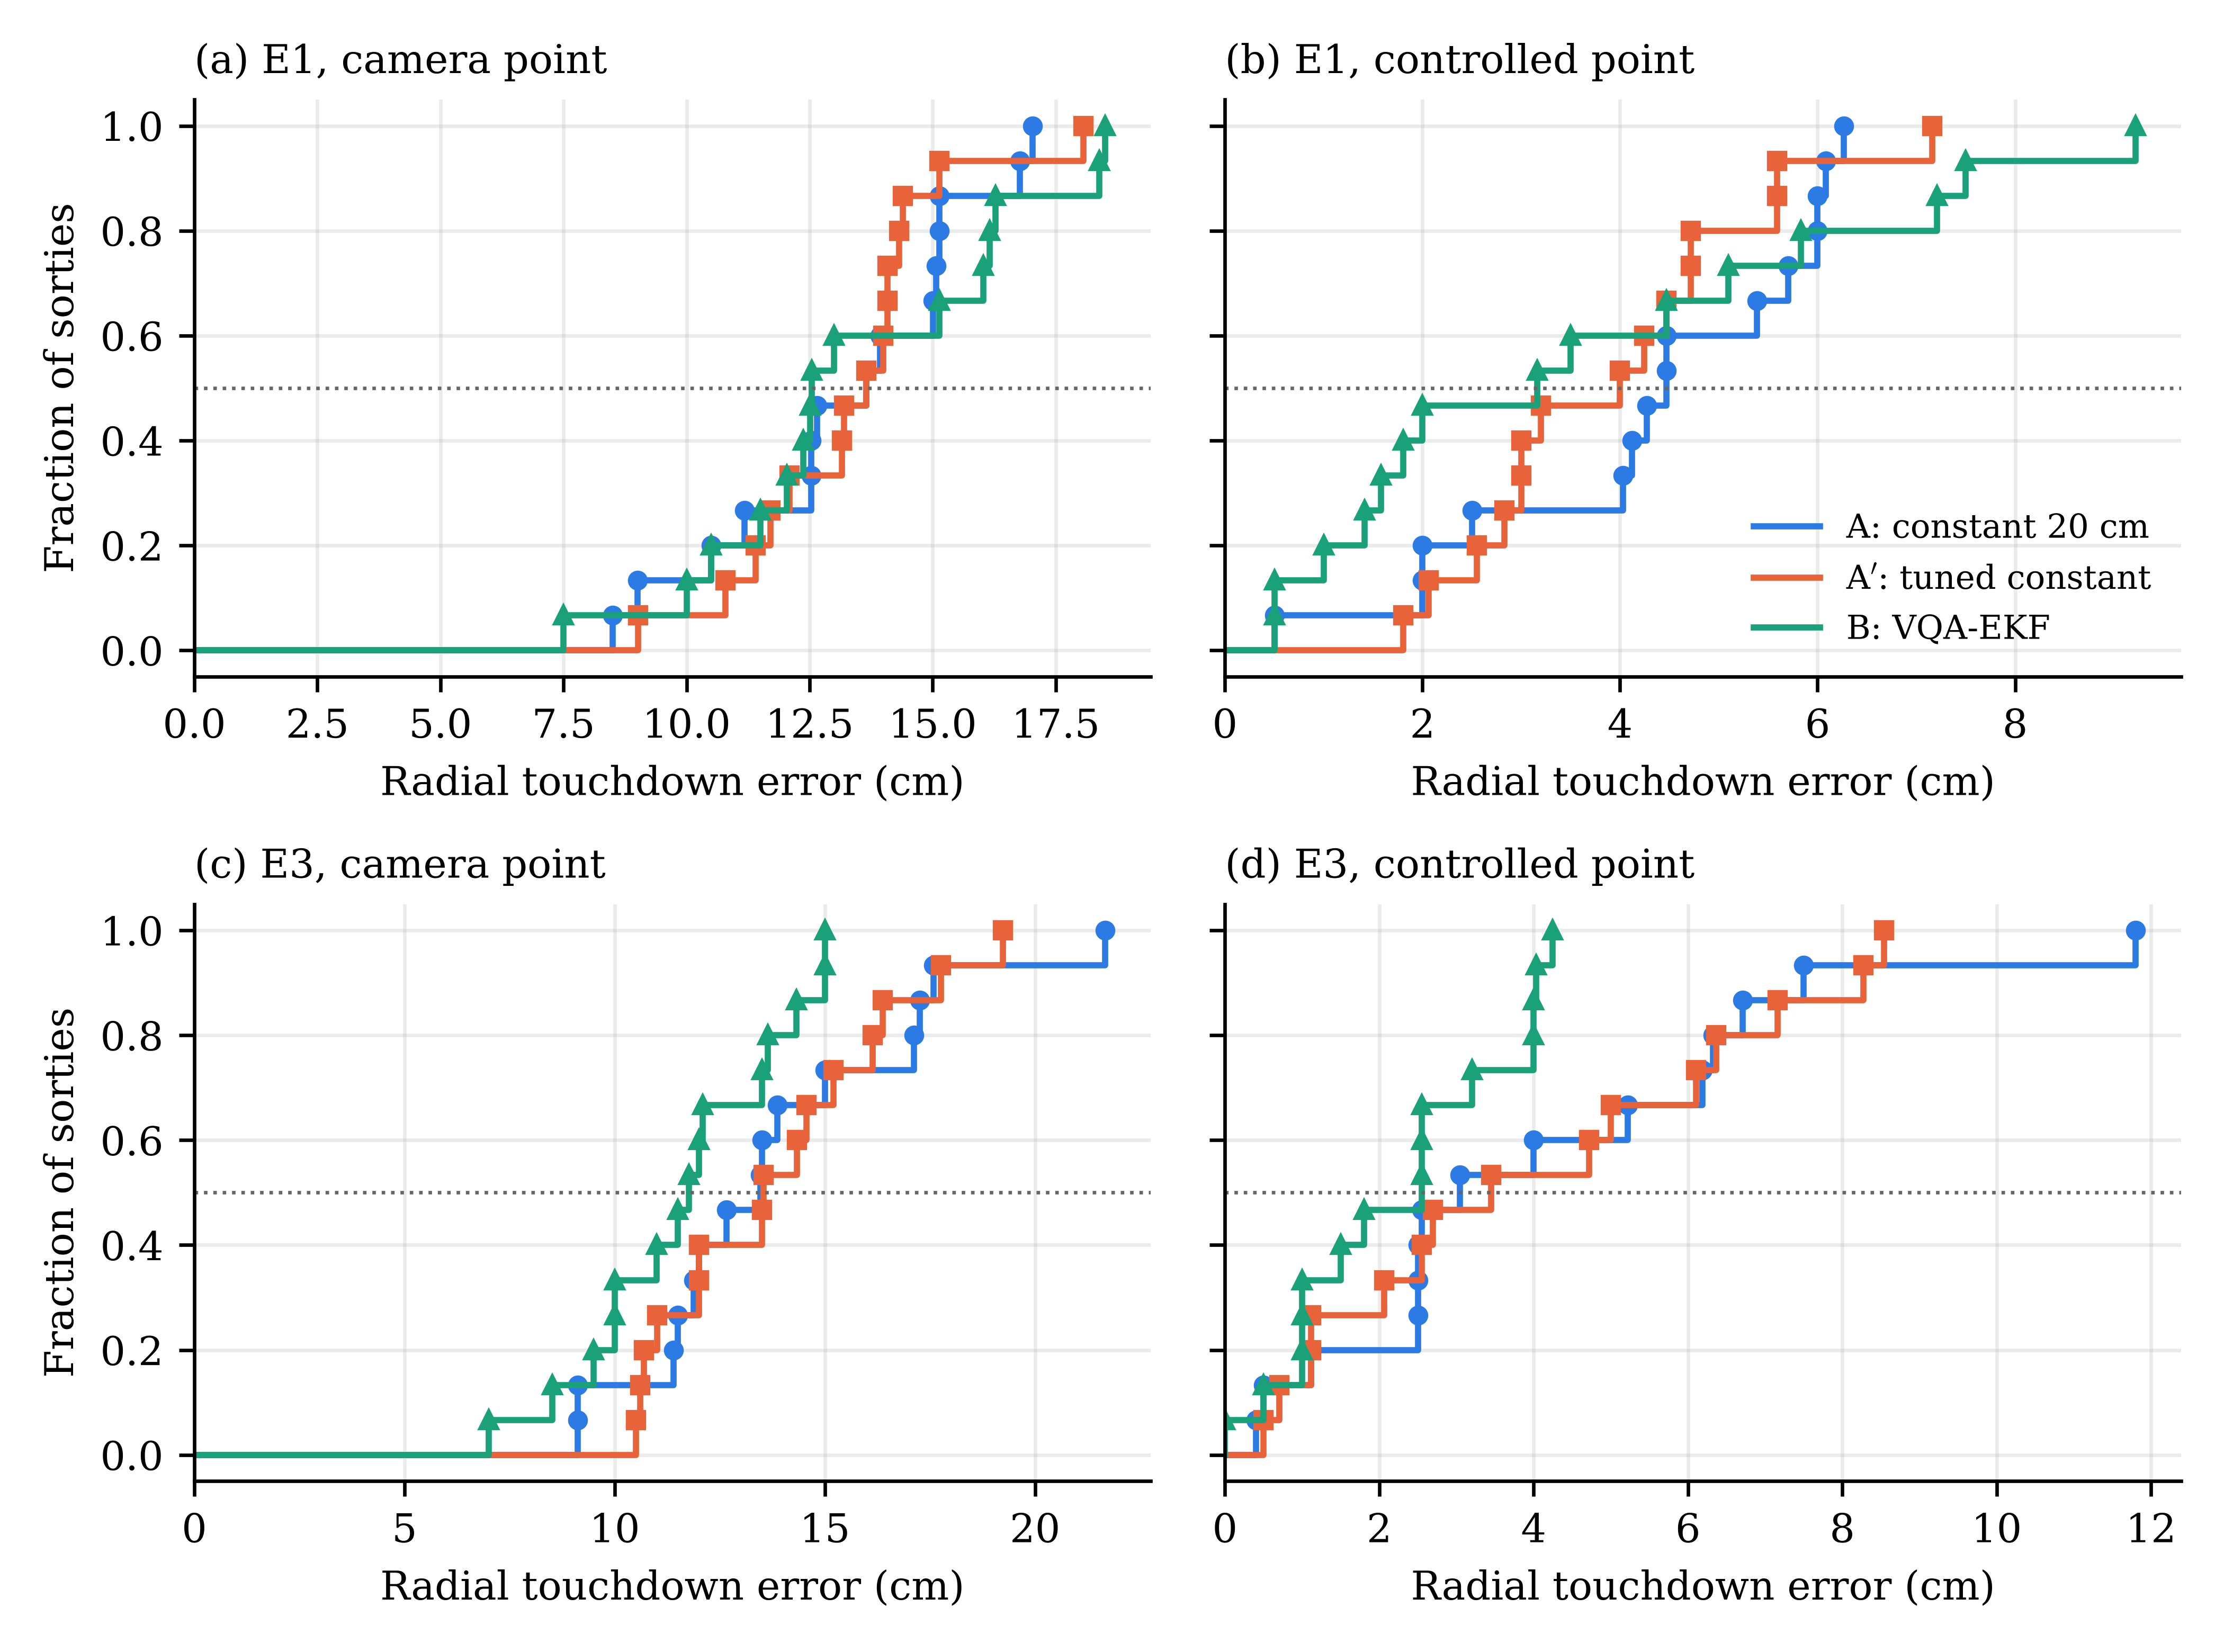 (a) E1, camera point
(b) E1, controlled point
1.0
0.8
0.6
0.4
0.2
0.0
Fraction of sorties
0.0 2.5 5.0 7.5 10.0 12.5 15.0 17.5
Radial touchdown error (cm)
A: constant 20 cm
A′: tuned constant
B: VQA-EKF
0 2 4 6 8
Radial touchdown error (cm)
(c) E3, camera point
(d) E3, controlled point
1.0
0.8
0.6
0.4
0.2
0.0
Fraction of sorties
0 5 10 15 20
Radial touchdown error (cm)
0 2 4 6 8 10 12
Radial touchdown error (cm)